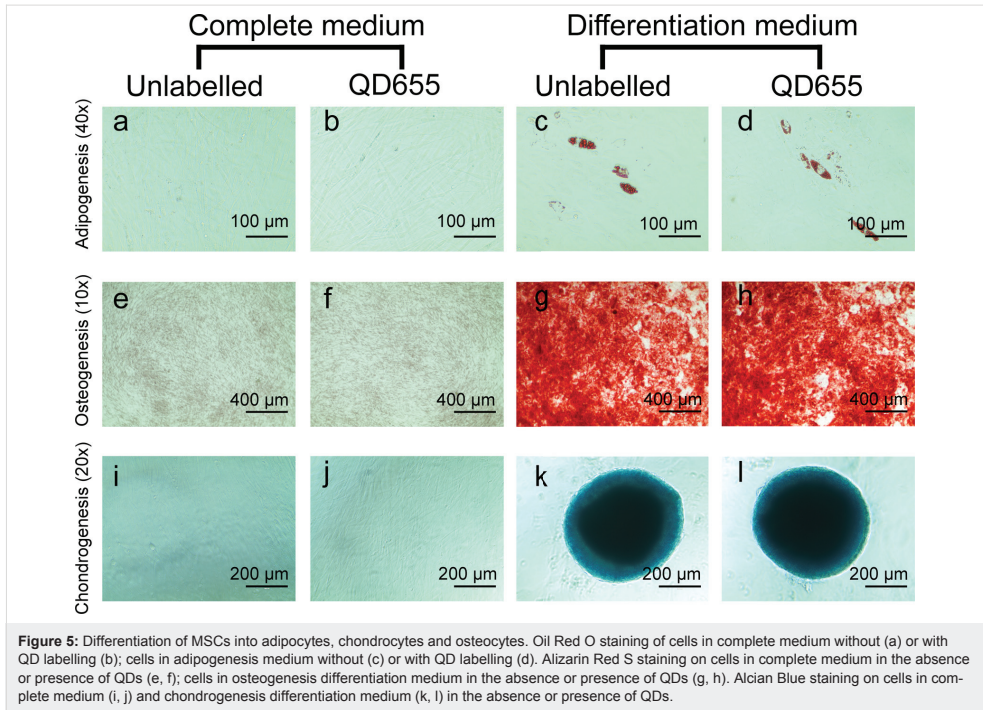 Complete medium Differentiation medium
Unlabelled QD655 Unlabelled QD655
Adipogenesis (40x)
a b c d
100 µm 100 µm 100 µm 100 µm
Osteogenesis (10x)
e f g h
400 µm 400 µm 400 µm 400 µm
Chondrogenesis (20x)
i j k l
200 µm 200 µm 200 µm 200 µm
Figure 5: Differentiation of MSCs into adipocytes, chondrocytes and osteocytes. Oil Red O staining of cells in complete medium without (a) or with
QD labelling (b); cells in adipogenesis medium without (c) or with QD labelling (d). Alizarin Red S staining on cells in complete medium in the absence
or presence of QDs (e, f); cells in osteogenesis differentiation medium in the absence or presence of QDs (g, h). Alcian Blue staining on cells in com-
plete medium (i, j) and chondrogenesis differentiation medium (k, l) in the absence or presence of QDs.